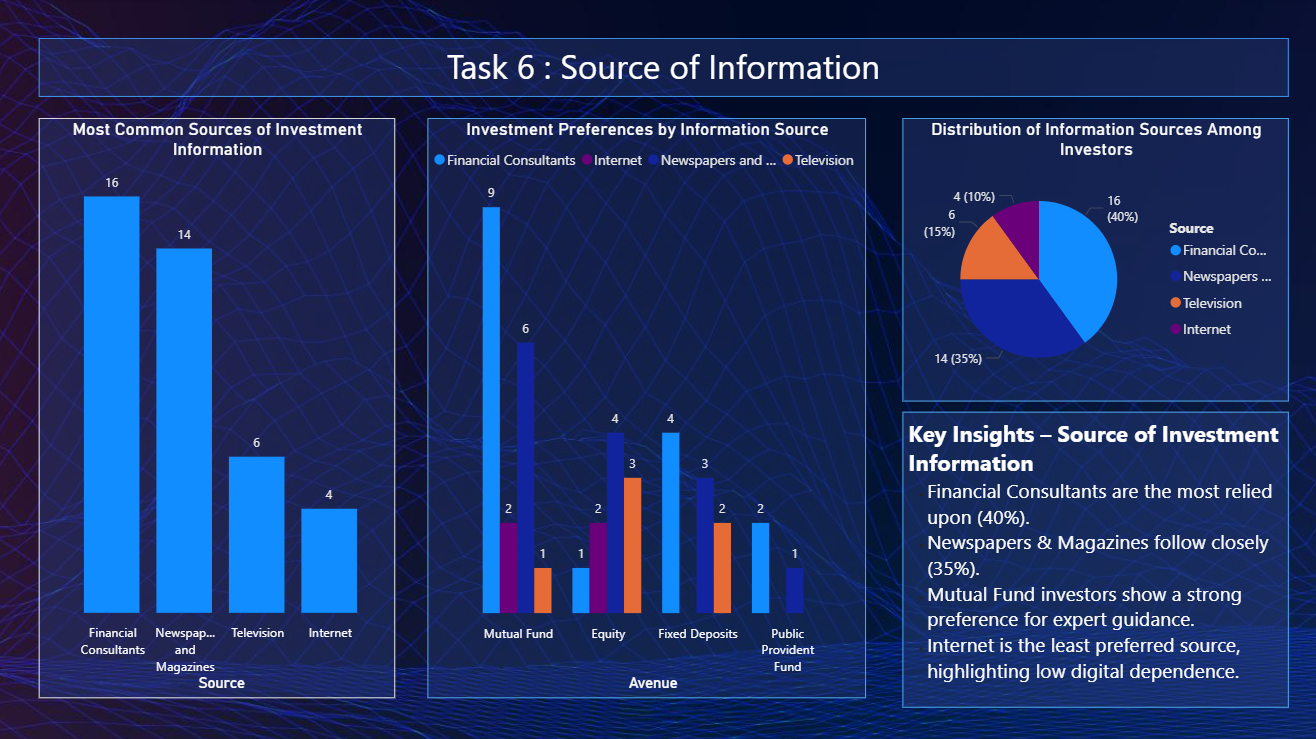 Task 6 : Source of Information
Most Common Sources of Investment
Information
16
14
6
4
Financial
Consultants
Newspap...
and
Magazines
Television
Internet
Source
Investment Preferences by Information Source
Financial Consultants Internet Newspapers and ... Television
9
2
6
1
1
2
4
3
4
3
2
2
1
Mutual Fund
Equity
Fixed Deposits
Public
Provident
Fund
Avenue
Distribution of Information Sources Among
Investors
4 (10%)
6
(15%)
16
(40%)
14 (35%)
Source
Financial Co...
Newspapers ...
Television
Internet
Key Insights – Source of Investment
Information
Financial Consultants are the most relied
upon (40%).
Newspapers & Magazines follow closely
(35%).
Mutual Fund investors show a strong
preference for expert guidance.
Internet is the least preferred source,
highlighting low digital dependence.